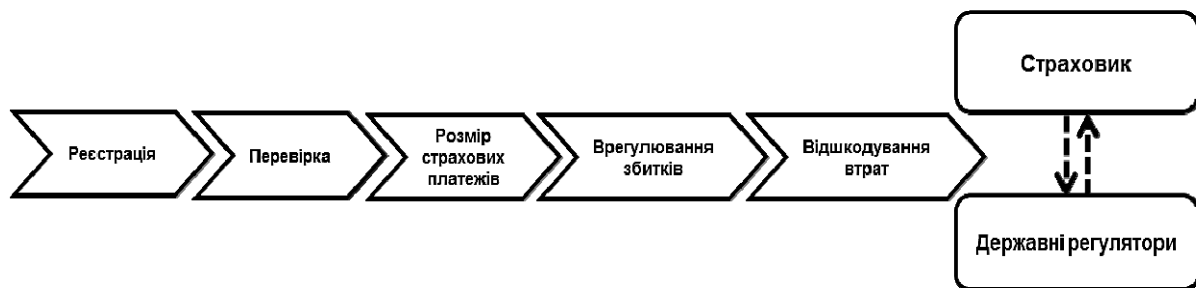 Реєстрація
Перевірка
Розмір
страхових
платежів
Врегулювання
збитків
Відшкодування
втрат
Страховик
Державні регулятори